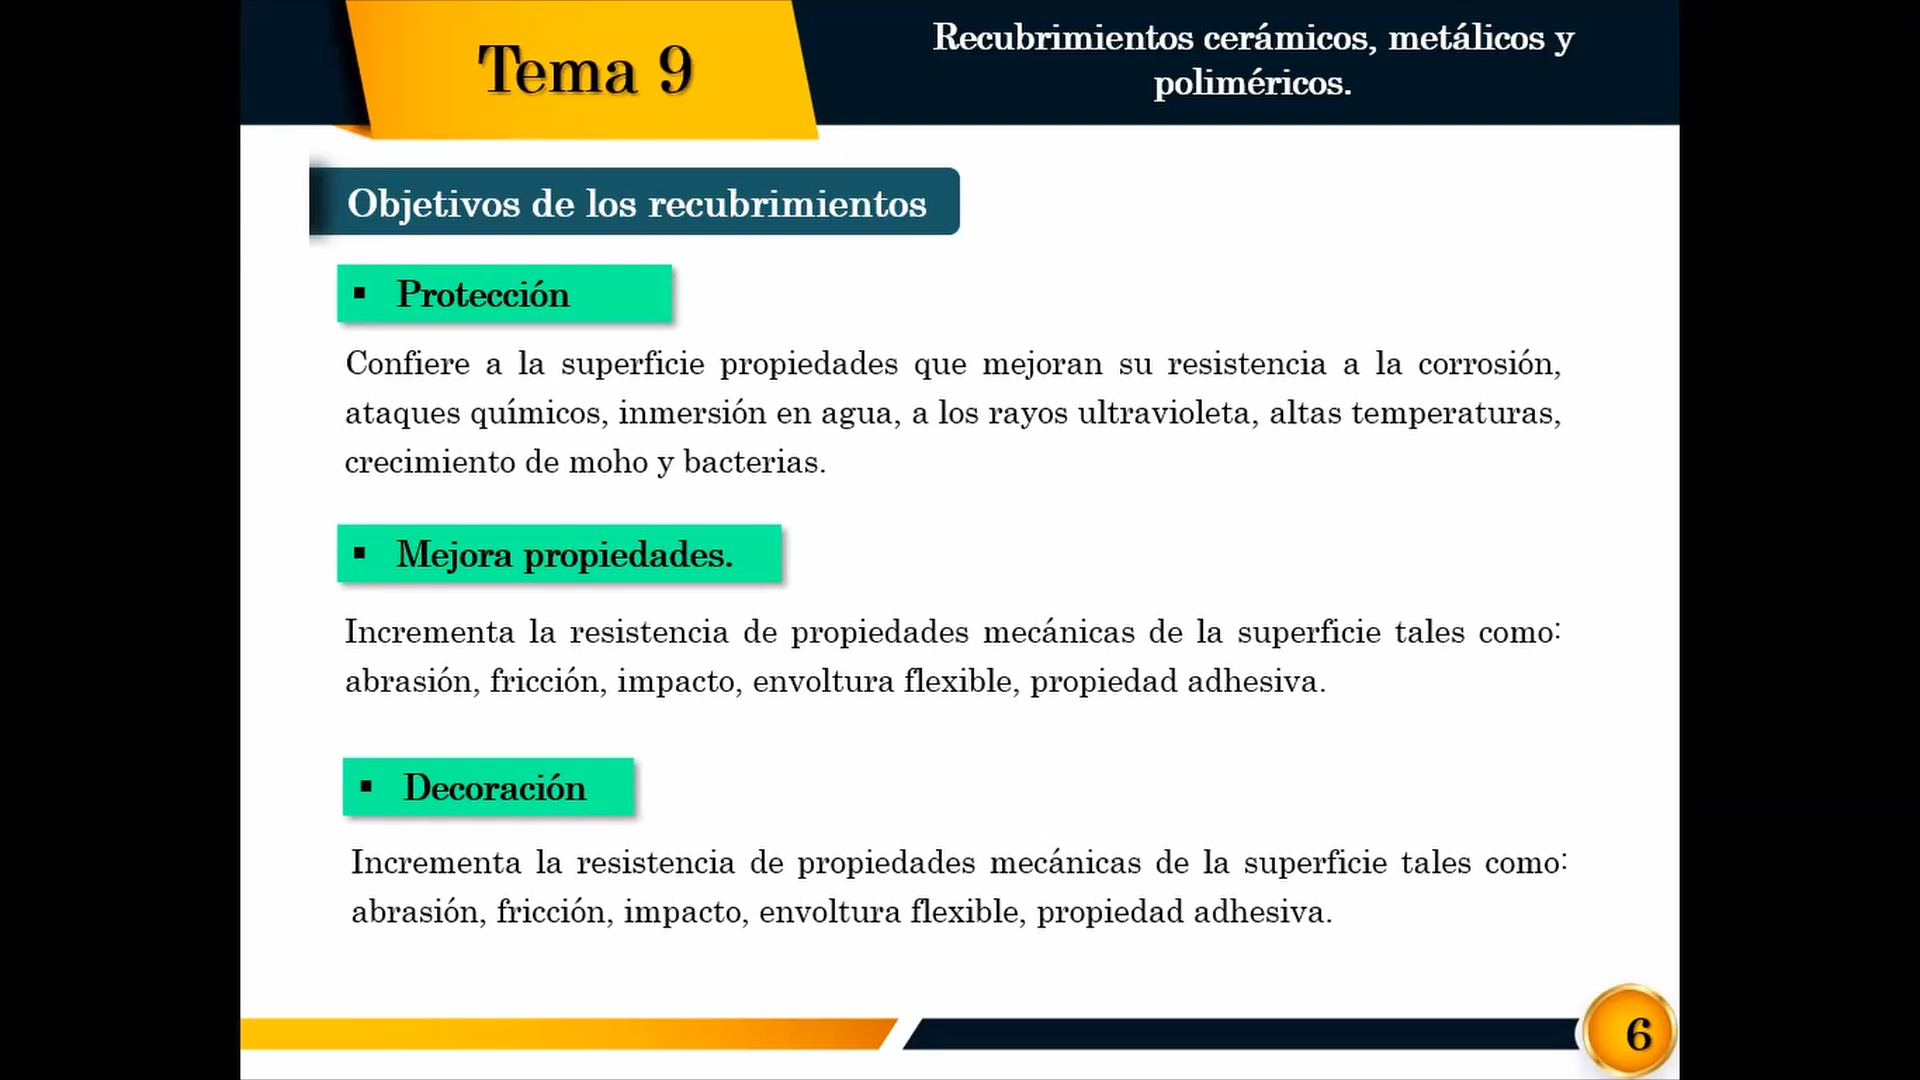 Tema 9
Recubrimientos cerámicos, metálicos y
poliméricos.
Objetivos de los recubrimientos
▪ Protección
Confiere a la superficie propiedades que mejoran su resistencia a la corrosión,
ataques químicos, inmersión en agua, a los rayos ultravioleta, altas temperaturas,
crecimiento de moho y bacterias.
▪ Mejora propiedades.
Incrementa la resistencia de propiedades mecánicas de la superficie tales como:
abrasión, fricción, impacto, envoltura flexible, propiedad adhesiva.
▪ Decoración
Incrementa la resistencia de propiedades mecánicas de la superficie tales como:
abrasión, fricción, impacto, envoltura flexible, propiedad adhesiva.
6